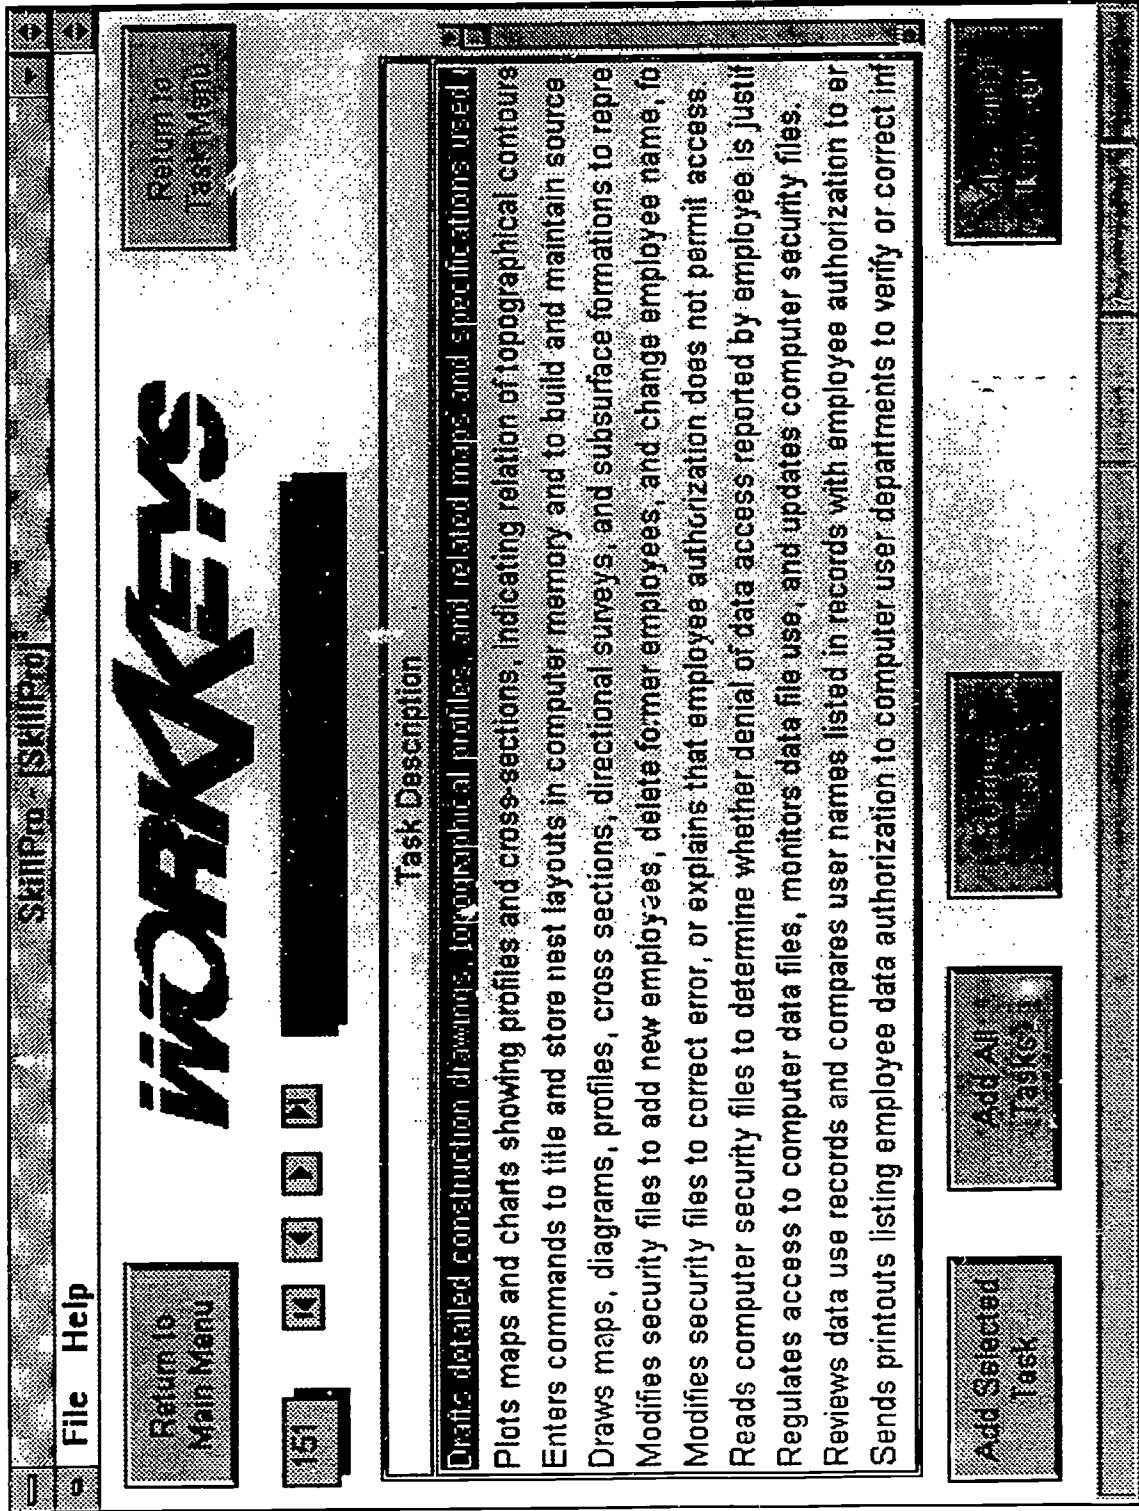 SkillPro - [SkillPro]
File Help
Return to
Main Menu
WORKKEYS
Return to
Task Menu
151
Task Description
Drafts detailed construction drawings, topographical profiles, and related maps and specifications used
Plots maps and charts showing profiles and cross-sections, indicating relation of topographical contours
Enters commands to title and store nest layouts in computer memory and to build and maintain source
Draws maps, diagrams, profiles, cross sections, directional surveys, and subsurface formations to repre
Modifies security files to add new employees, delete former employees, and change employee name, fo
Modifies security files to correct error, or explains that employee authorization does not permit access.
Reads computer security files to determine whether denial of data access reported by employee is justif
Regulates access to computer data files, monitors data file use, and updates computer security files.
Reviews data use records and compares user names listed in records with employee authorization to er
Sends printouts listing employee data authorization to computer user departments to verify or correct inf
Add Selected
Task
Add All
Tasks